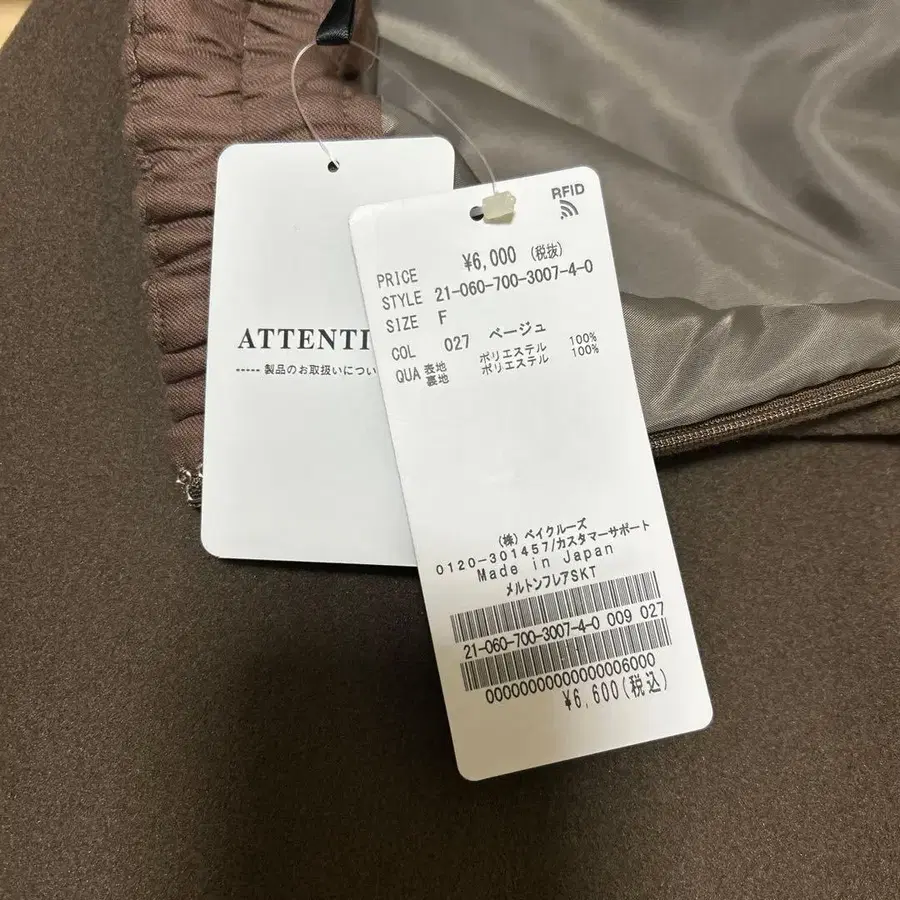 ATTENTI
----- 製品のお取扱いについ
RFID
PRICE ¥6,000 (税抜)
STYLE 21-060-700-3007-4-0
SIZE F
COL 027 ベージュ
QUA 表地 ポリエステル 100%
裏地 ポリエステル 100%
(株) ベイクルーズ
0120-301457/カスタマーサポート
Made in Japan
メルトンフレアSKT
21-060-700-3007-4-0 009 027
00000000000000006000
¥6,600(税込)